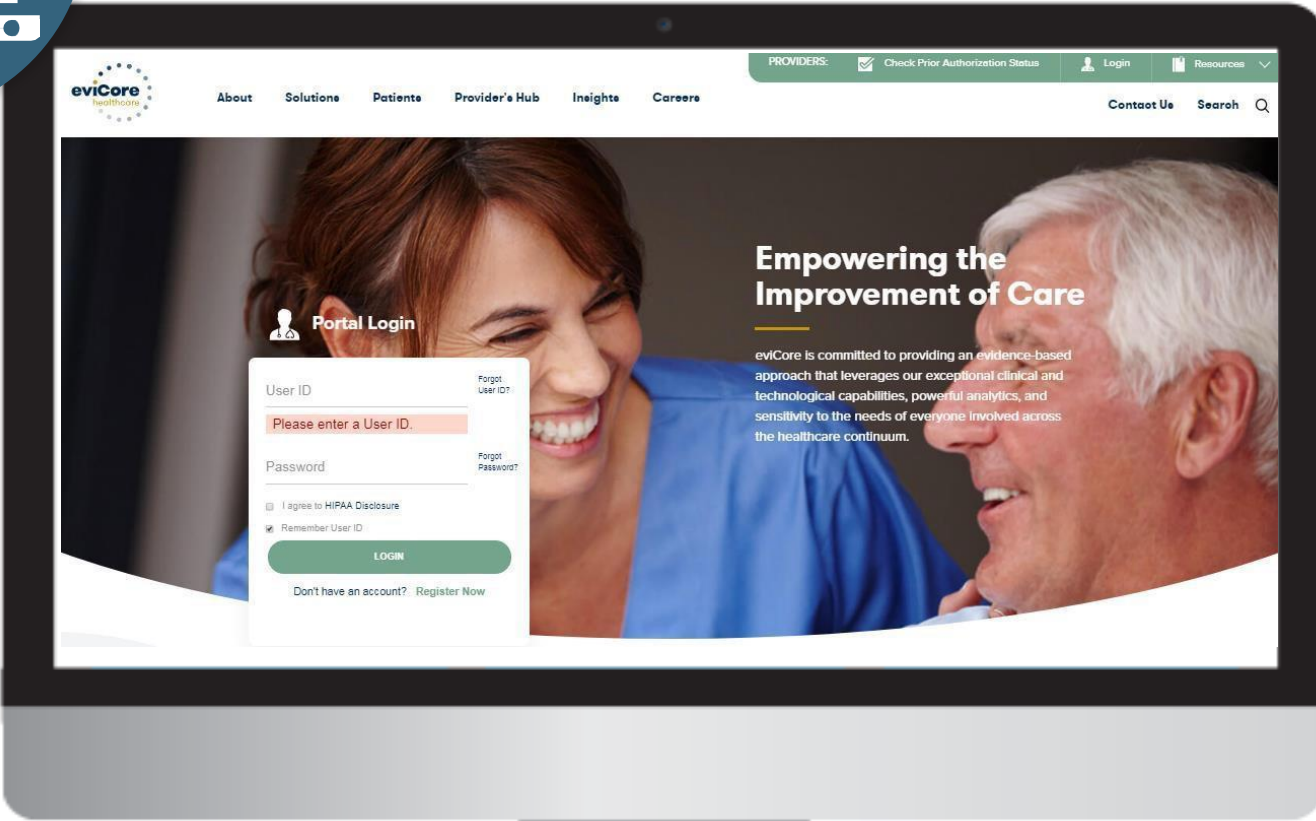 PROVIDERS: Check Prior Authorization Status Login Resources
eviCore
healthcare
About Solutions Patients Provider's Hub Insights Careers
Contact Us Search
Empowering the
Improvement of Care
eviCore is committed to providing an evidence-based
approach that leverages our exceptional clinical and
technological capabilities, powerful analytics, and
sensitivity to the needs of everyone involved across
the healthcare continuum.
Portal Login
User ID
Forgot
User ID?
Please enter a User ID.
Password
Forgot
Password?
I agree to HIPAA Disclosure
Remember User ID
LOGIN
Don't have an account? Register Now